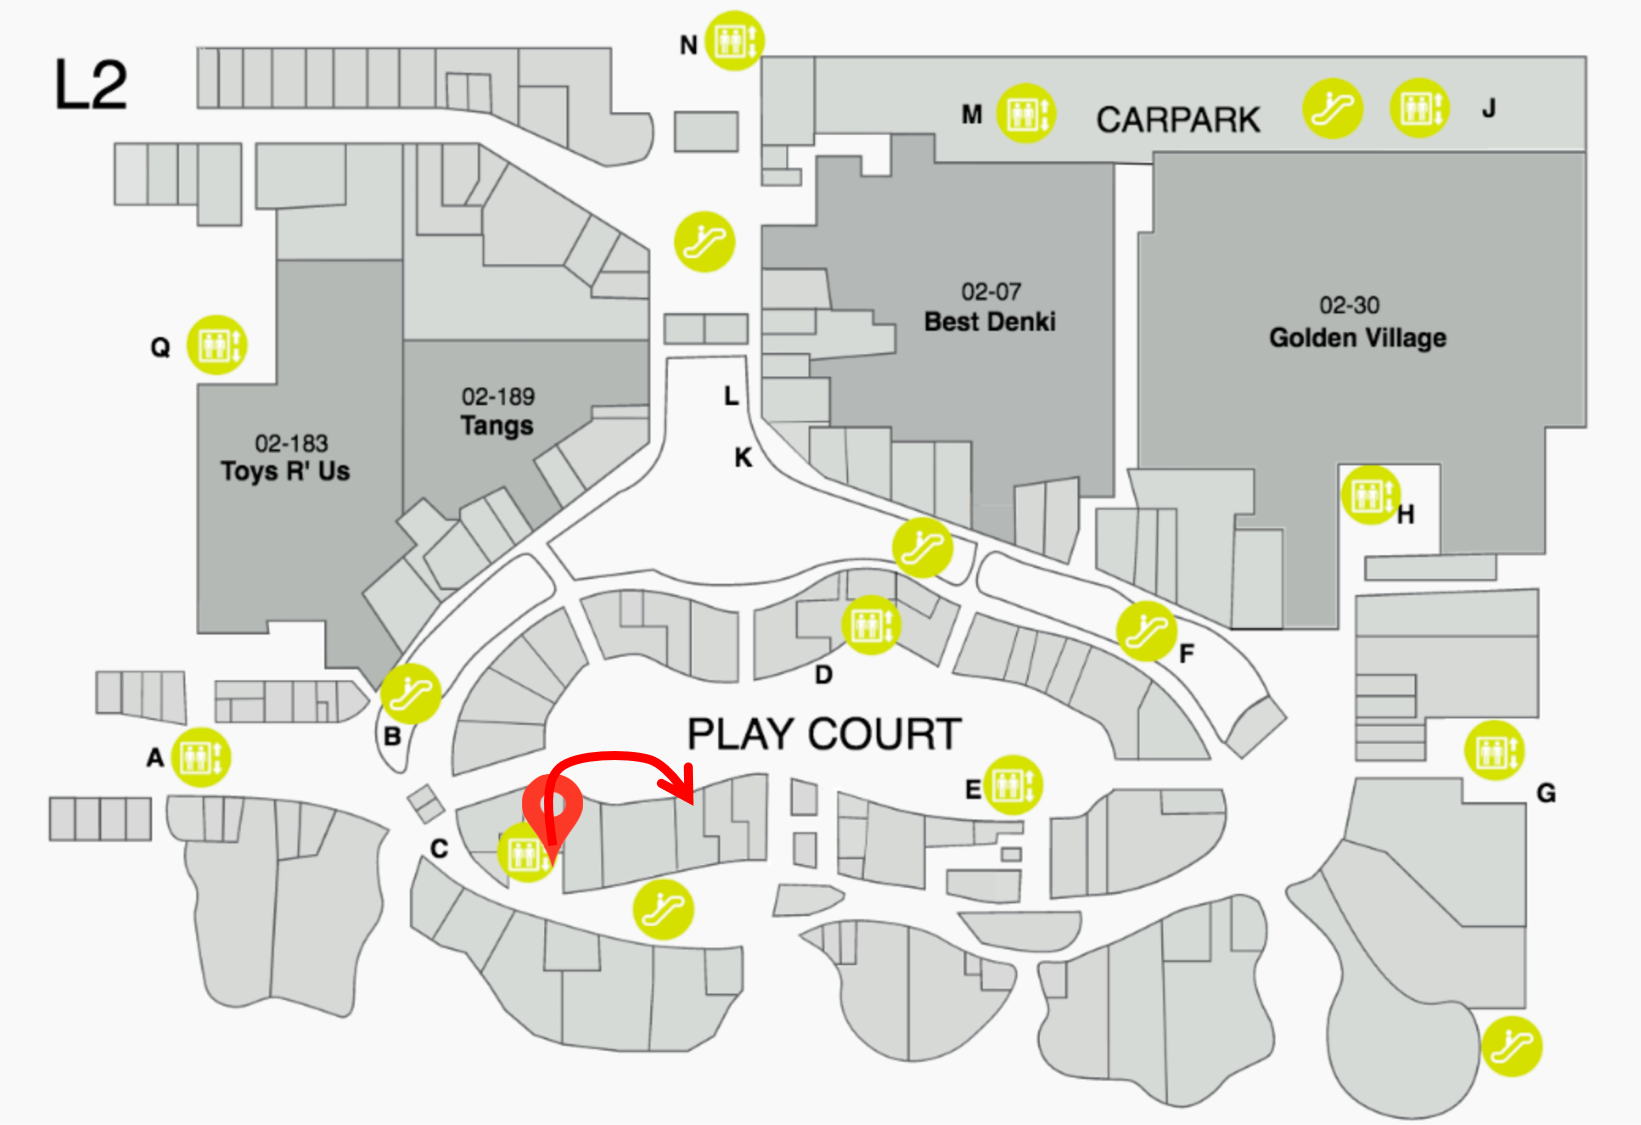 L2
N
M
CARPARK
J
02-07
Best Denki
02-30
Golden Village
Q
02-189
Tangs
L
02-183
Toys R' Us
K
H
F
D
B
PLAY COURT
A
E
G
C